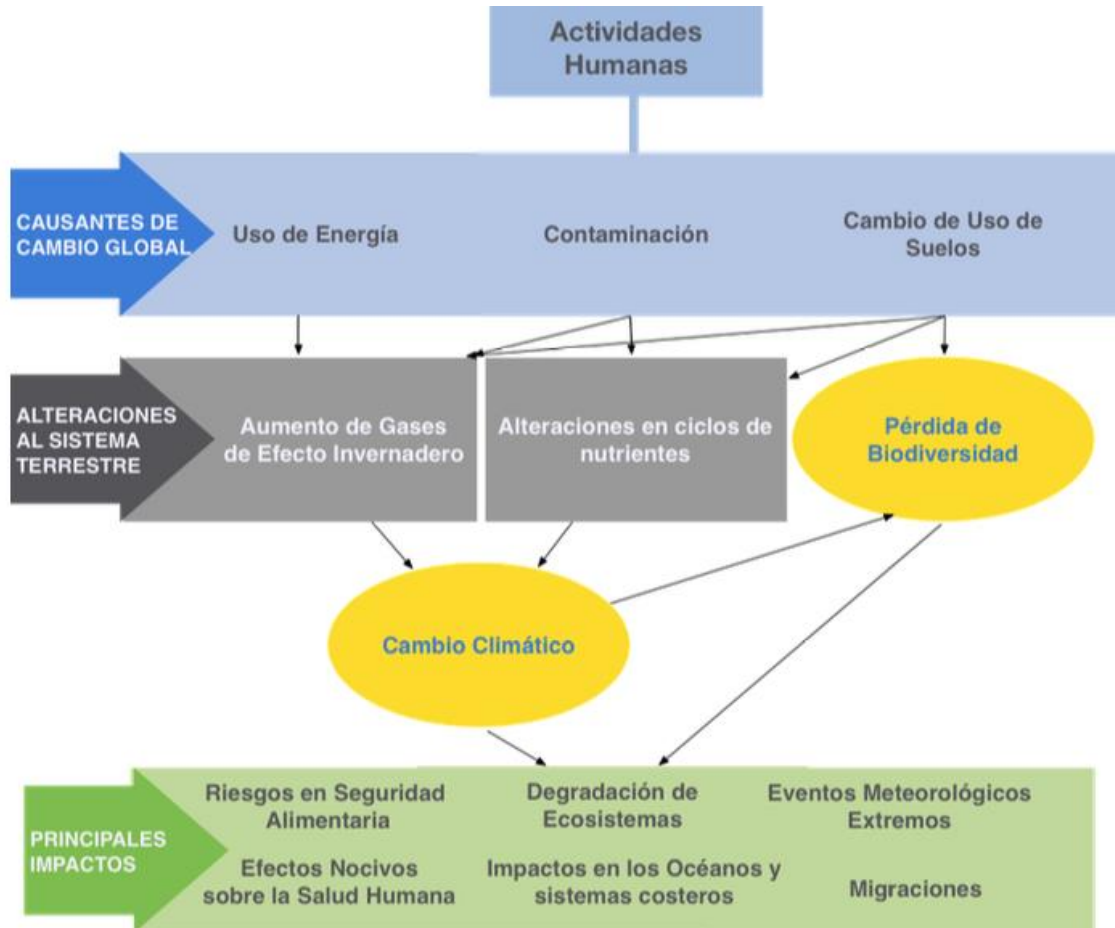 Actividades
Humanas
CAUSANTES DE
CAMBIO GLOBAL
Uso de Energía
Contaminación
Cambio de Uso de
Suelos
ALTERACIONES
AL SISTEMA
TERRESTRE
Aumento de Gases
de Efecto Invernadero
Alteraciones en ciclos de
nutrientes
Pérdida de
Biodiversidad
Cambio Climático
PRINCIPALES
IMPACTOS
Riesgos en Seguridad
Alimentaria
Degradación de
Ecosistemas
Eventos Meteorológicos
Extremos
Efectos Nocivos
sobre la Salud Humana
Impactos en los Océanos y
sistemas costeros
Migraciones